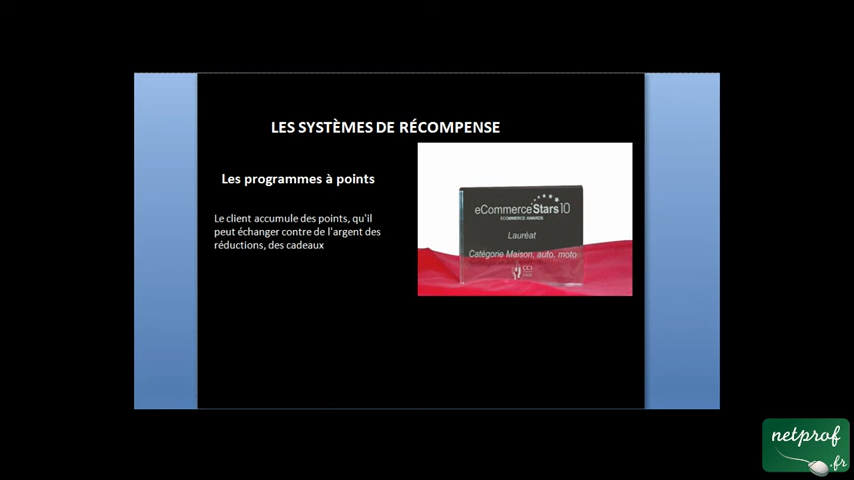 LES SYSTÈMES DE RÉCOMPENSE
Les programmes à points
Le client accumule des points, qu'il
peut échanger contre de l'argent des
réductions, des cadeaux
eCommerceStars10
ECOMMERCE AWARDS
Lauréat
Catégorie Maison, auto, moto
CCI
netprof
.fr